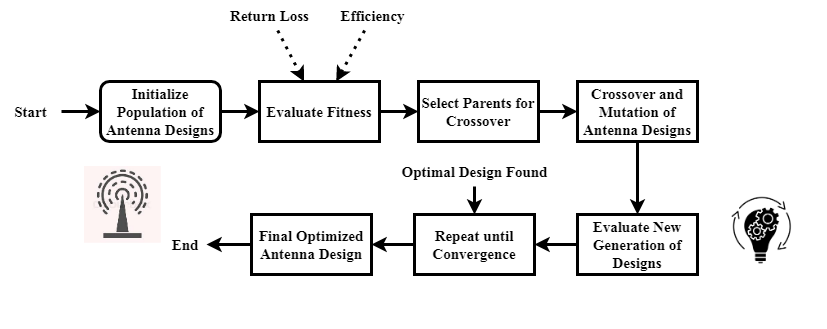 Return Loss
Efficiency
Start
Initialize
Population of
Antenna Designs
Evaluate Fitness
Select Parents for
Crossover
Crossover and
Mutation of
Antenna Designs
Optimal Design Found
Evaluate New
Generation of
Designs
Repeat until
Convergence
Final Optimized
Antenna Design
End